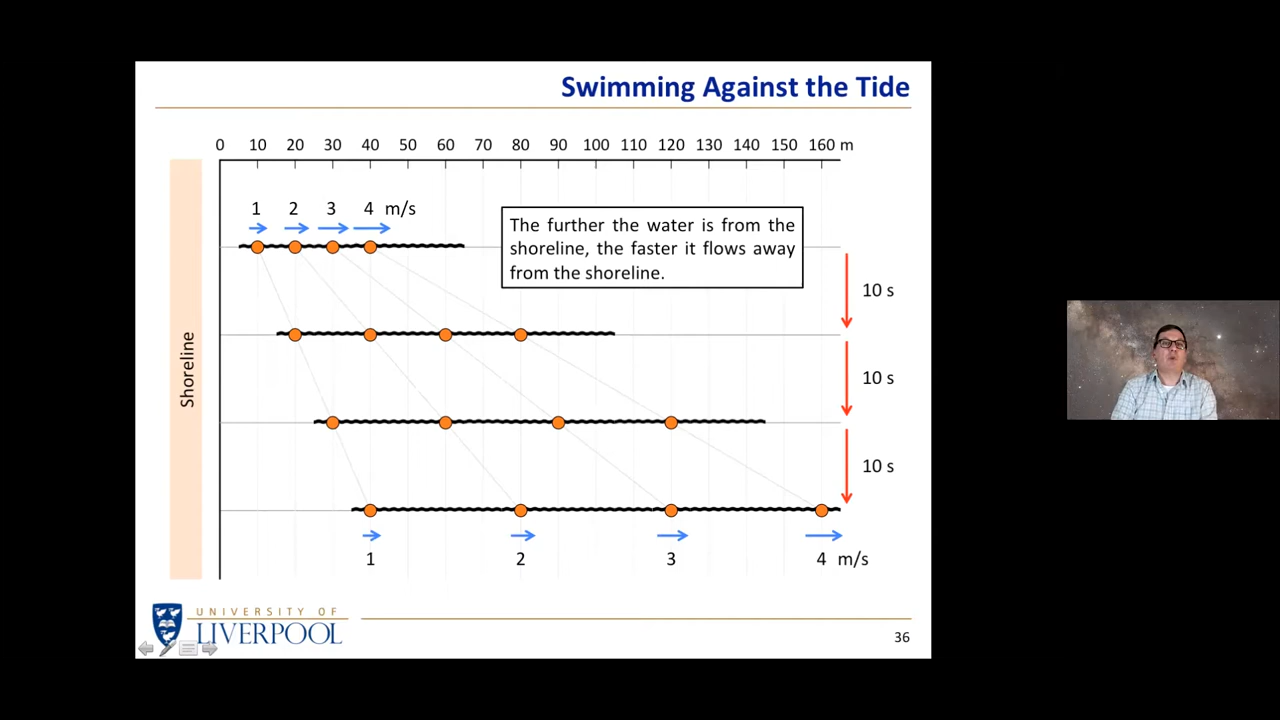 Swimming Against the Tide
0 10 20 30 40 50 60 70 80 90 100 110 120 130 140 150 160 m
1 2 3 4 m/s
The further the water is from the
shoreline, the faster it flows away
from the shoreline.
10 s
Shoreline
10 s
10 s
1 2 3 4 m/s
UNIVERSITY OF
LIVERPOOL
36